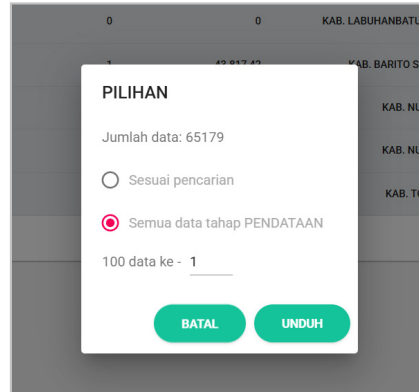 0 0 KAB. LABUHANBATU
1 43,817.42 KAB. BARITO S
PILIHAN
KAB. NU
Jumlah data: 65179
KAB. NU
Sesuai pencarian
KAB. TO
Semua data tahap PENDATAAN
100 data ke - 1
BATAL UNDUH